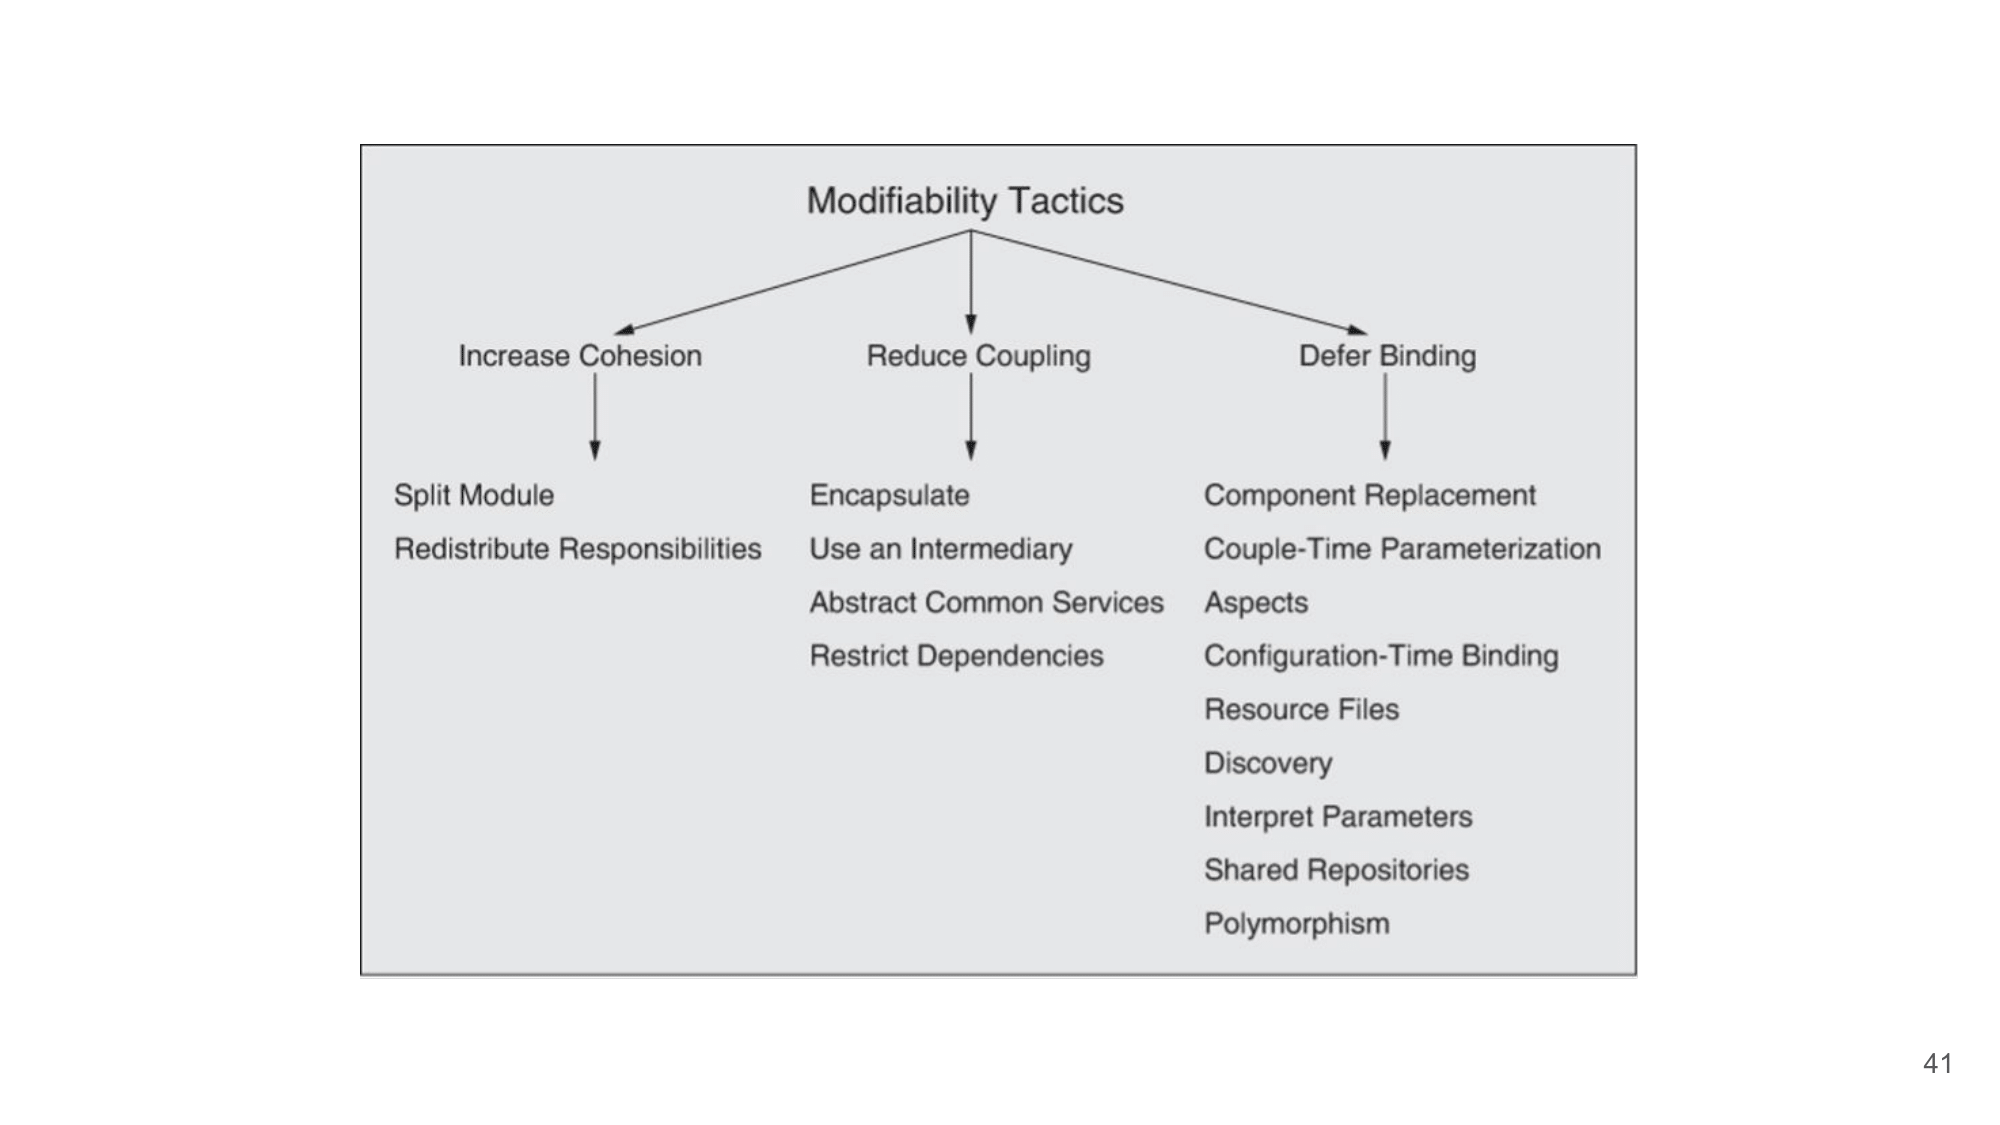 Modifiability Tactics
Increase Cohesion
Reduce Coupling
Defer Binding
Split Module
Redistribute Responsibilities
Encapsulate
Use an Intermediary
Abstract Common Services
Restrict Dependencies
Component Replacement
Couple-Time Parameterization
Aspects
Configuration-Time Binding
Resource Files
Discovery
Interpret Parameters
Shared Repositories
Polymorphism
41